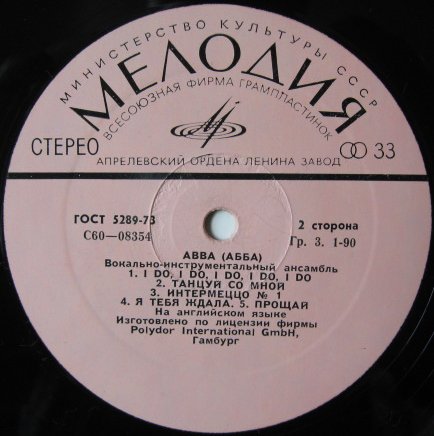 МИНИСТЕРСТВО КУЛЬТУРЫ СССР
МЕЛОДИЯ
ВСЕСОЮЗНАЯ ФИРМА ГРАМПЛАСТИНОК
СТЕРЕО
33
АПРЕЛЕВСКИЙ ОРДЕНА ЛЕНИНА ЗАВОД
ГОСТ 5289-73
2 сторона
С60—08354
Гр. 3. 1-90
ABBA (АББА)
Вокально-инструментальный ансамбль
1. I DO, I DO, I DO, I DO, I DO
2. ТАНЦУЙ СО МНОЙ
3. ИНТЕРМЕЦЦО № 1
4. Я ТЕБЯ ЖДАЛА. 5. ПРОЩАЙ
На английском языке
Изготовлено по лицензии фирмы
Polydor International GmbH,
Гамбург